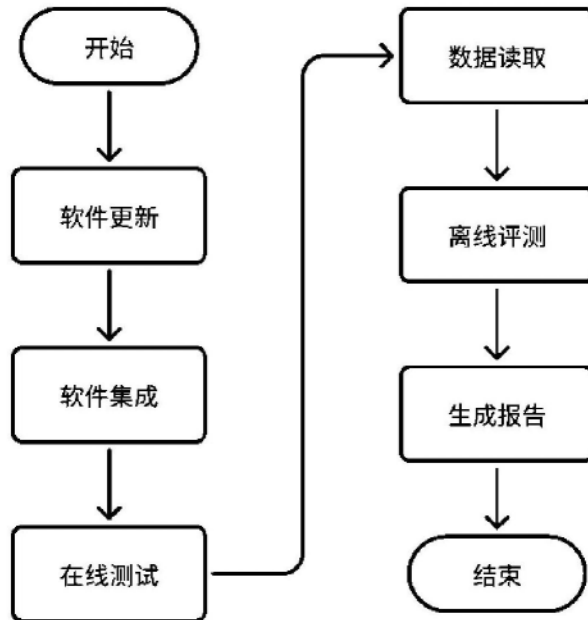 开始
软件更新
软件集成
在线测试
数据读取
离线评测
生成报告
结束